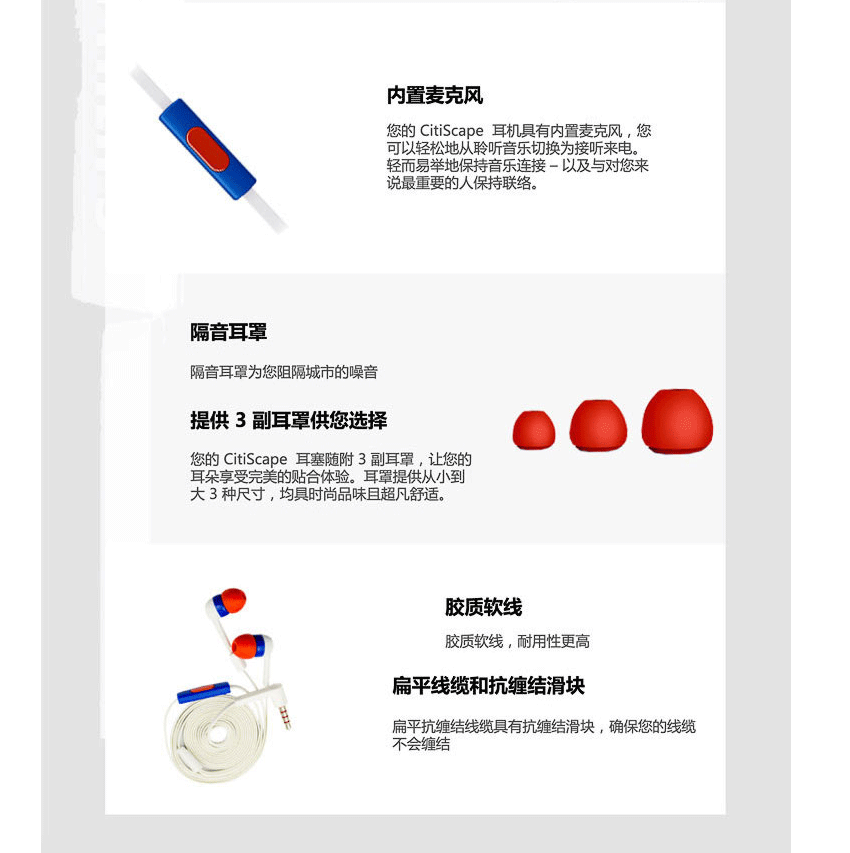 内置麦克风
您的 CitiScape 耳机具有内置麦克风，您
可以轻松地从聆听音乐切换为接听来电。
轻而易举地保持音乐连接 – 以及与对您来
说最重要的人保持联络。
隔音耳罩
隔音耳罩为您阻隔城市的噪音
提供 3 副耳罩供您选择
您的 CitiScape 耳塞随附 3 副耳罩，让您的
耳朵享受完美的贴合体验。耳罩提供从小到
大 3 种尺寸，均具时尚品味且超凡舒适。
胶质软线
胶质软线，耐用性更高
扁平线缆和抗缠结滑块
扁平抗缠结线缆具有抗缠结滑块，确保您的线缆
不会缠结